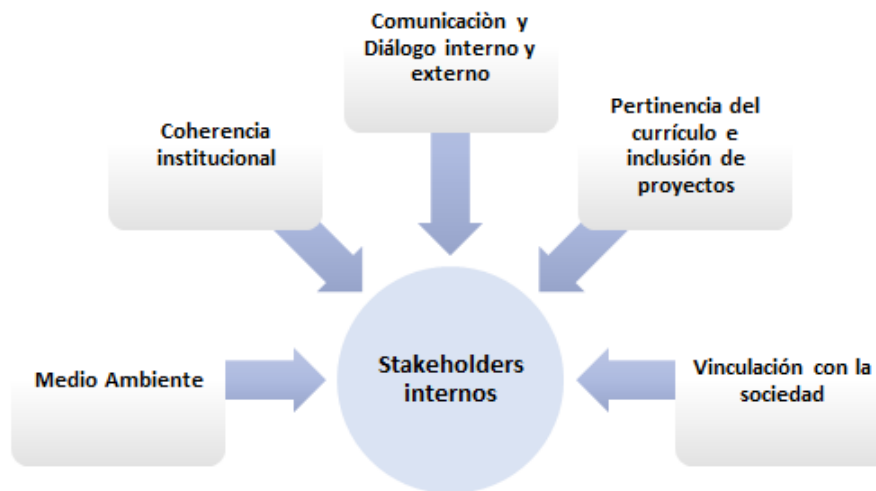 Comunicaciòn y
Diálogo interno y
externo
Coherencia
institucional
Pertinencia del
currículo e
inclusión de
proyectos
Medio Ambiente
Stakeholders
internos
Vinculación con la
sociedad